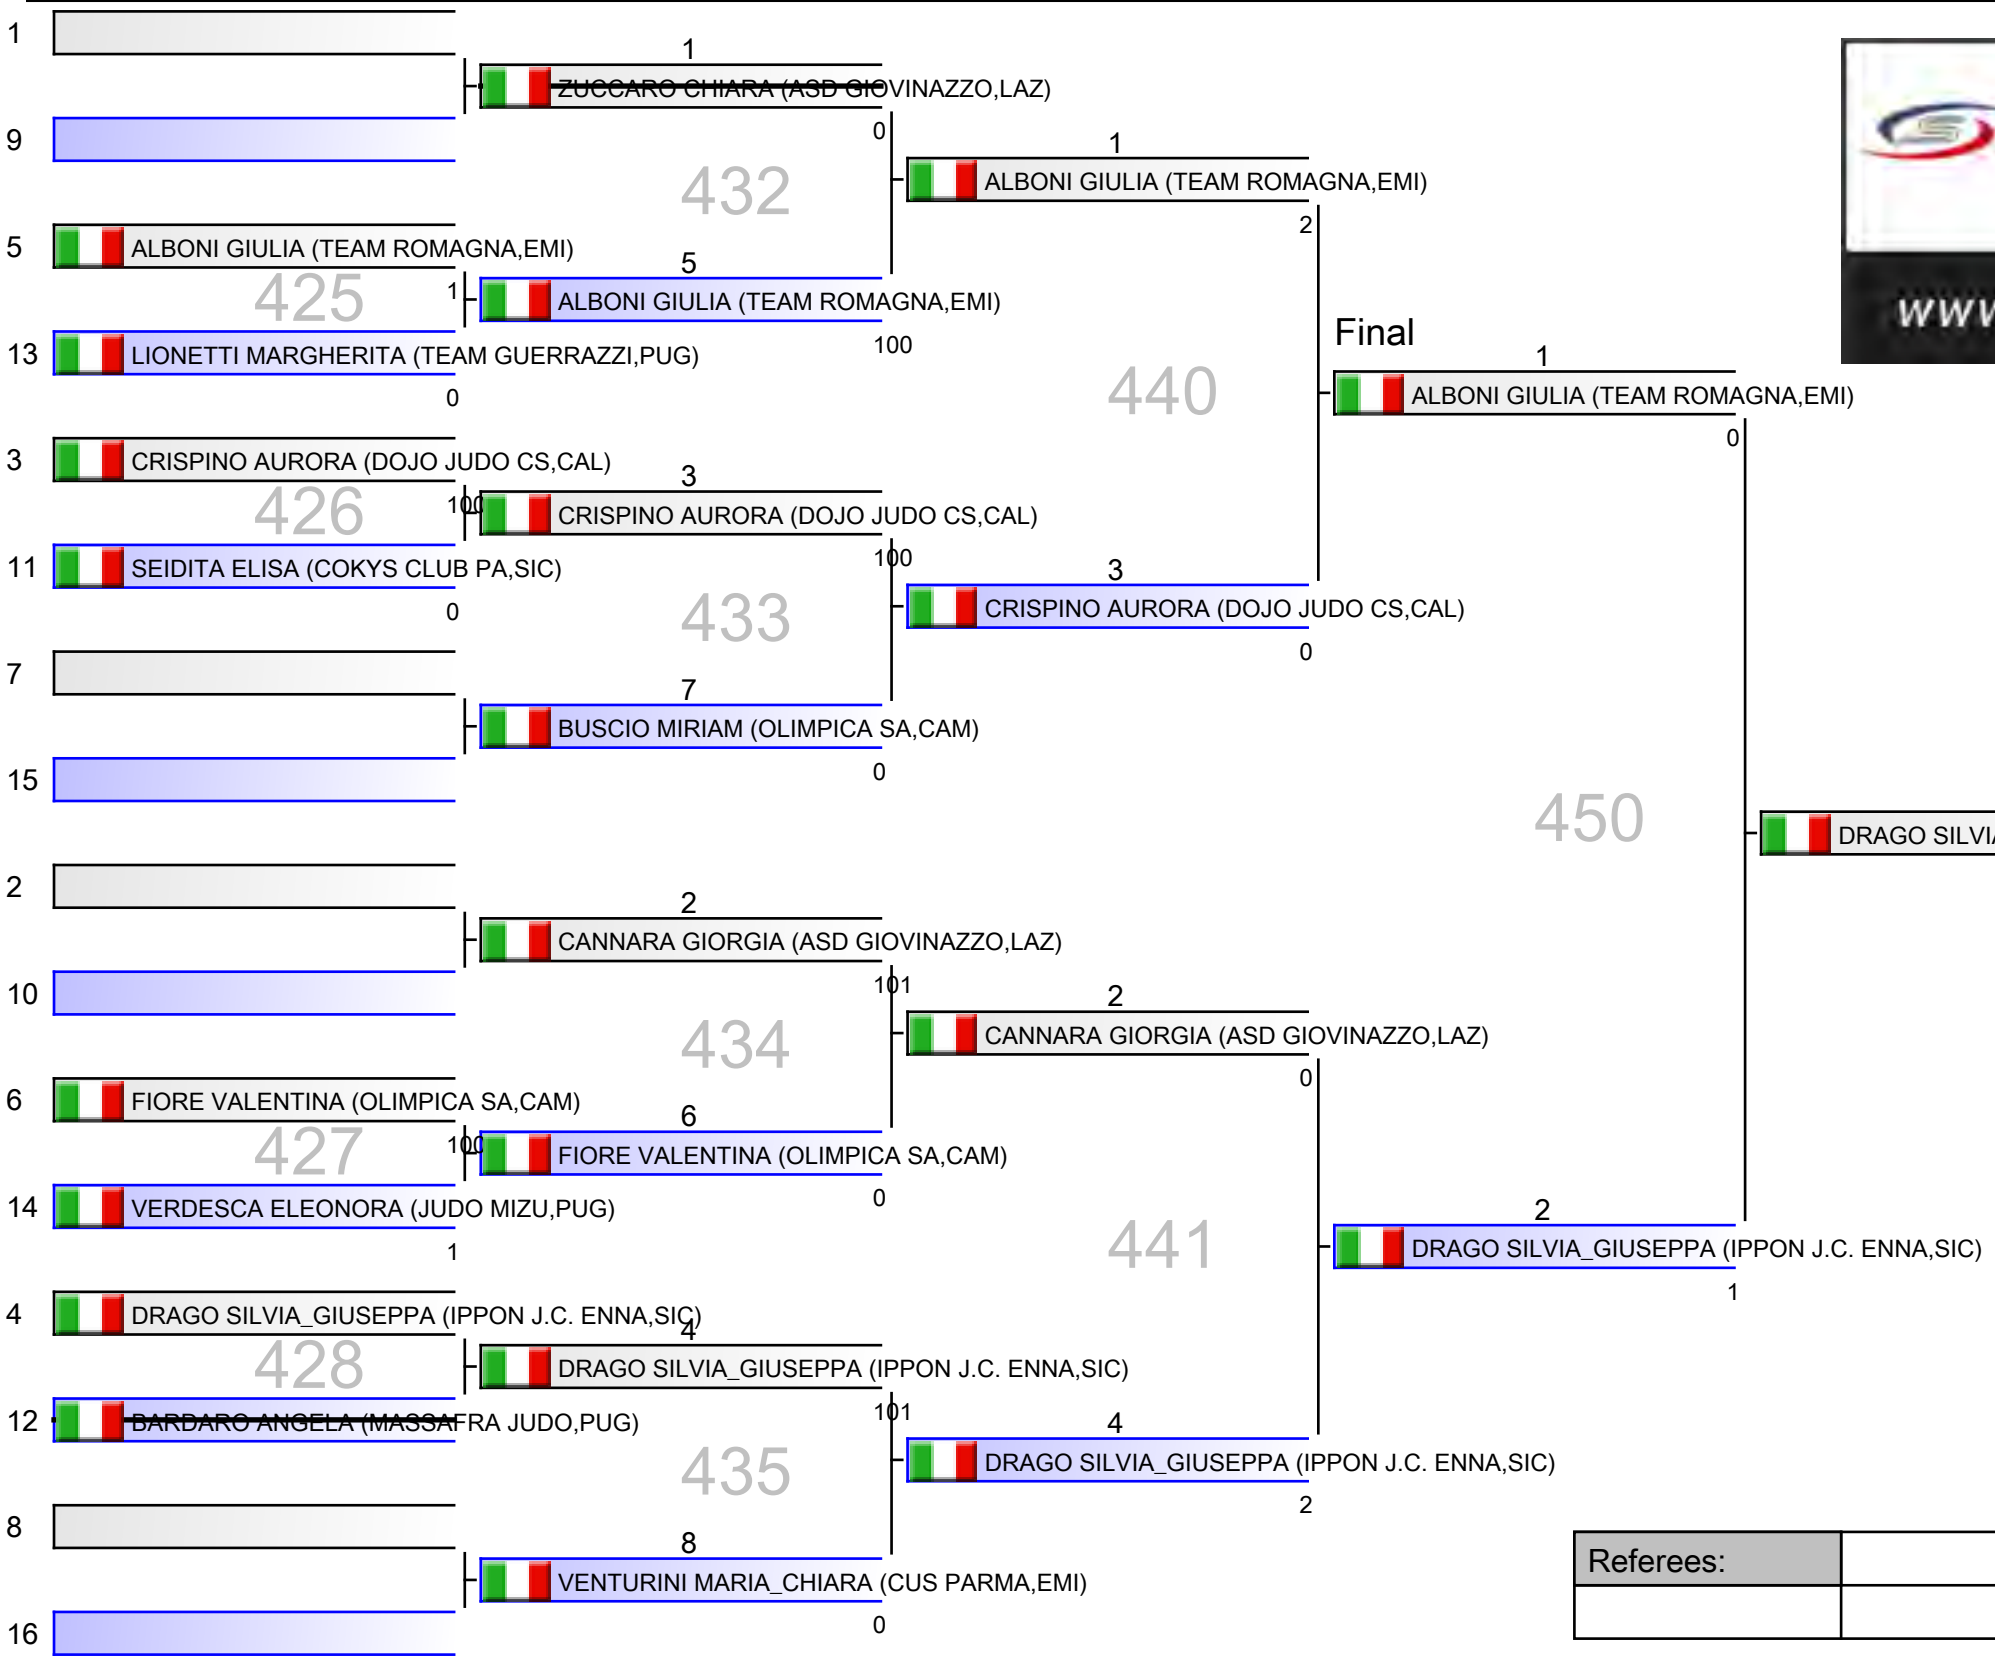 1
1
ZUCCARO CHIARA (ASD GIOVINAZZO,LAZ)
0
9
432
1
ALBONI GIULIA (TEAM ROMAGNA,EMI)
2
5
ALBONI GIULIA (TEAM ROMAGNA,EMI)
425
1
5
ALBONI GIULIA (TEAM ROMAGNA,EMI)
100
13
LIONETTI MARGHERITA (TEAM GUERRAZZI,PUG)
0
440
Final
1
ALBONI GIULIA (TEAM ROMAGNA,EMI)
0
www
3
CRISPINO AURORA (DOJO JUDO CS,CAL)
426
100
3
CRISPINO AURORA (DOJO JUDO CS,CAL)
100
11
SEIDITA ELISA (COKYS CLUB PA,SIC)
0
433
3
CRISPINO AURORA (DOJO JUDO CS,CAL)
0
7
7
BUSCIO MIRIAM (OLIMPICA SA,CAM)
0
15
450
DRAGO SILVIA
2
2
CANNARA GIORGIA (ASD GIOVINAZZO,LAZ)
101
10
434
2
CANNARA GIORGIA (ASD GIOVINAZZO,LAZ)
0
6
FIORE VALENTINA (OLIMPICA SA,CAM)
427
100
6
FIORE VALENTINA (OLIMPICA SA,CAM)
0
14
VERDESCA ELEONORA (JUDO MIZU,PUG)
1
441
2
DRAGO SILVIA_GIUSEPPA (IPPON J.C. ENNA,SIC)
1
4
DRAGO SILVIA_GIUSEPPA (IPPON J.C. ENNA,SIC)
428
4
DRAGO SILVIA_GIUSEPPA (IPPON J.C. ENNA,SIC)
101
12
BARDARO ANGELA (MASSAFRA JUDO,PUG)
435
4
DRAGO SILVIA_GIUSEPPA (IPPON J.C. ENNA,SIC)
2
8
8
VENTURINI MARIA_CHIARA (CUS PARMA,EMI)
0
16
Referees: